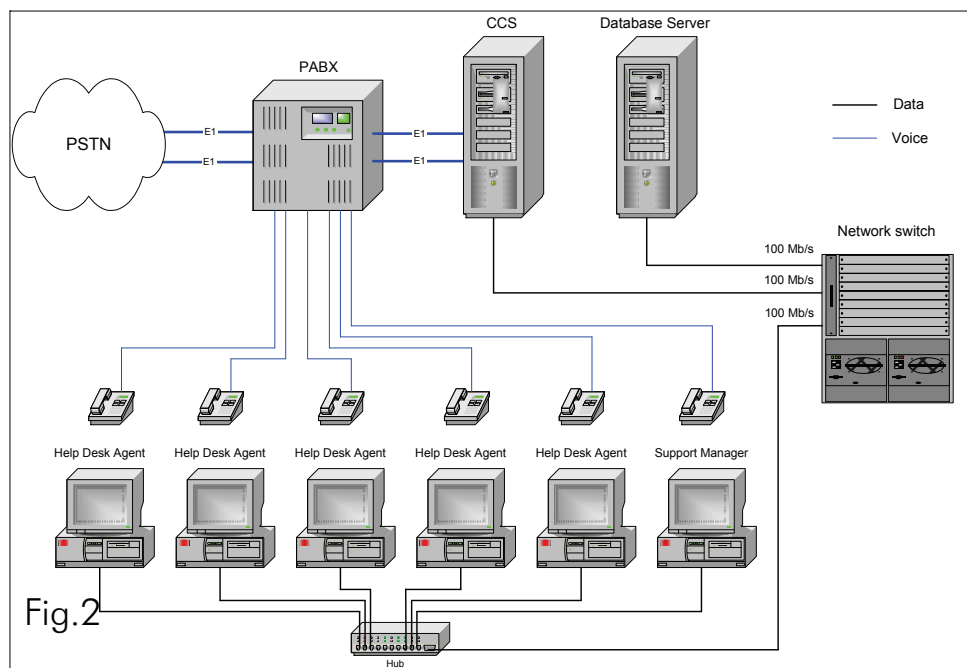 CCS
Database Server
PABX
Data
Voice
PSTN
E1
E1
E1
E1
Network switch
100 Mb/s
100 Mb/s
100 Mb/s
Help Desk Agent
Help Desk Agent
Help Desk Agent
Help Desk Agent
Help Desk Agent
Support Manager
Fig.2
Hub